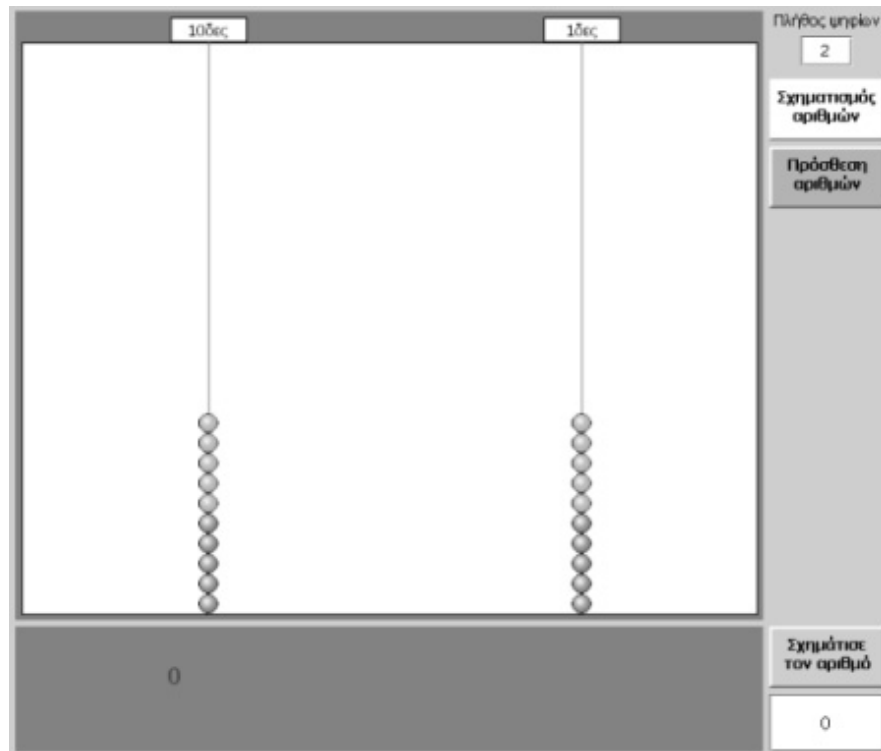 10δες
1δες
Πλήθος ψηφίων
2
Σχηματισμός
αριθμών
Πρόσθεση
αριθμών
0
Σχημάτισε
τον αριθμό
0